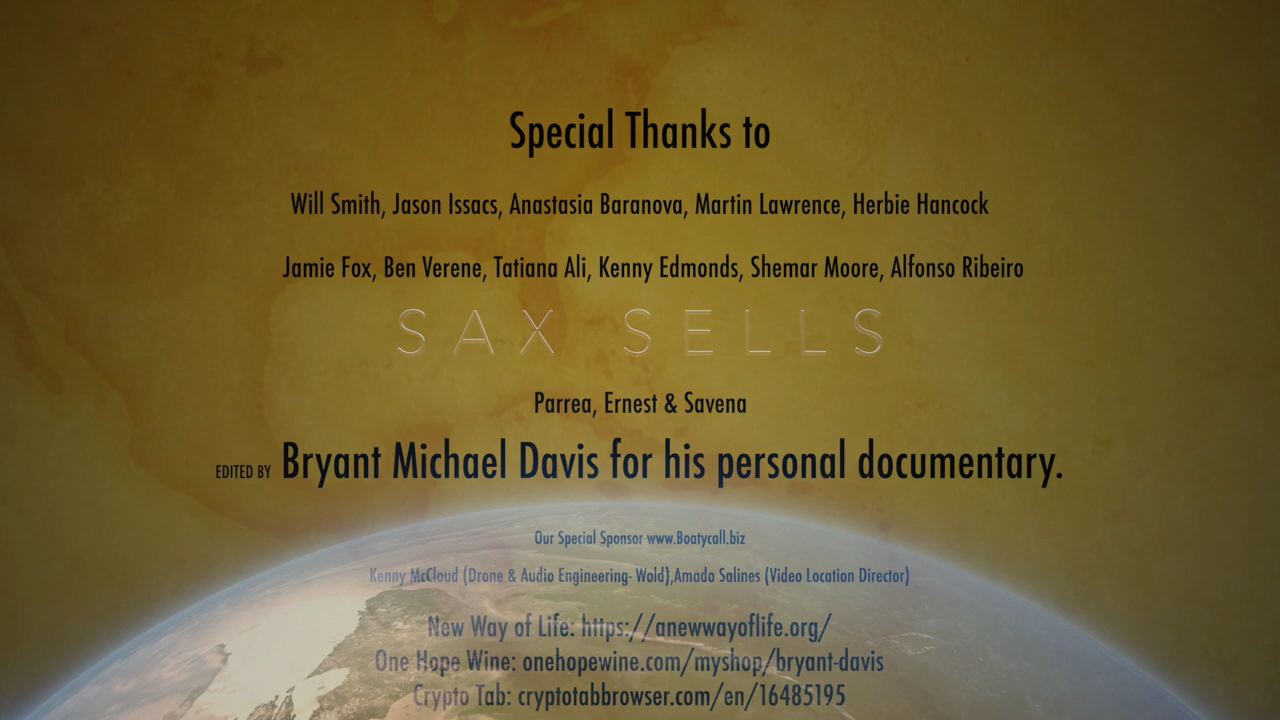 Special Thanks to
Will Smith, Jason Issacs, Anastasia Baranova, Martin Lawrence, Herbie Hancock
Jamie Fox, Ben Verene, Tatiana Ali, Kenny Edmonds, Shemar Moore, Alfonso Ribeiro
SAX SELLS
Parrea, Ernest & Savena
EDITED BY Bryant Michael Davis for his personal documentary.
Our Special Sponsor www.Boatycall.biz
Kenny McCloud (Drone & Audio Engineering- Wold),Amado Salines (Video Location Director)
New Way of Life: https://anewwayoflife.org/
One Hope Wine: onehopewine.com/myshop/bryant-davis
Crypto Tab: cryptotabbrowser.com/en/16485195